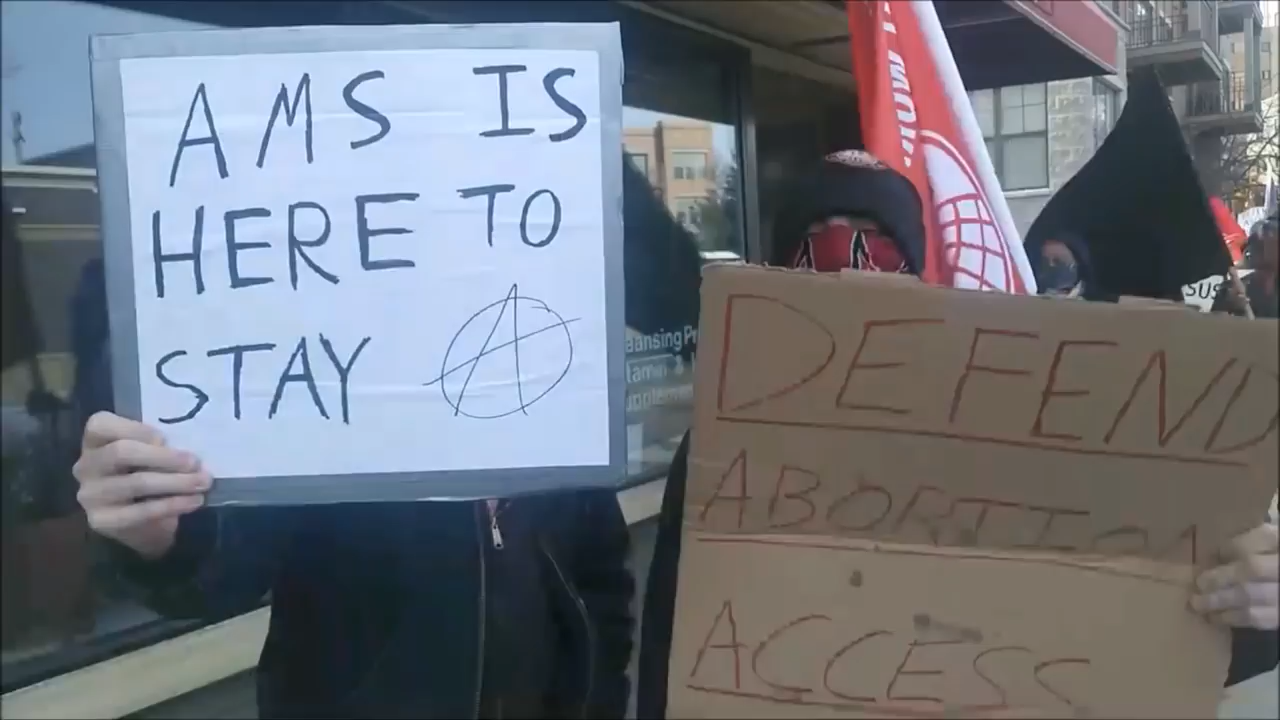 AMS IS
HERE TO
STAY
DEFEND
ABORTION
ACCESS